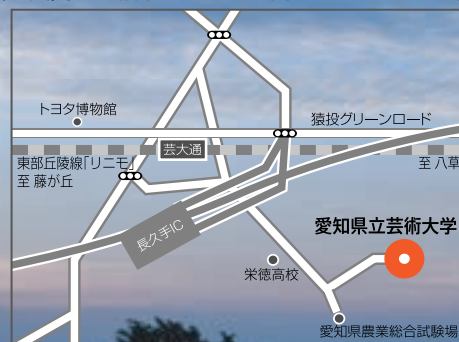 トヨタ博物館
猿投グリーンロード
芸大通
東部丘陵線「リニモ」
至 藤が丘
至 八草
長久手IC
愛知県立芸術大学
栄徳高校
愛知県農業総合試験場